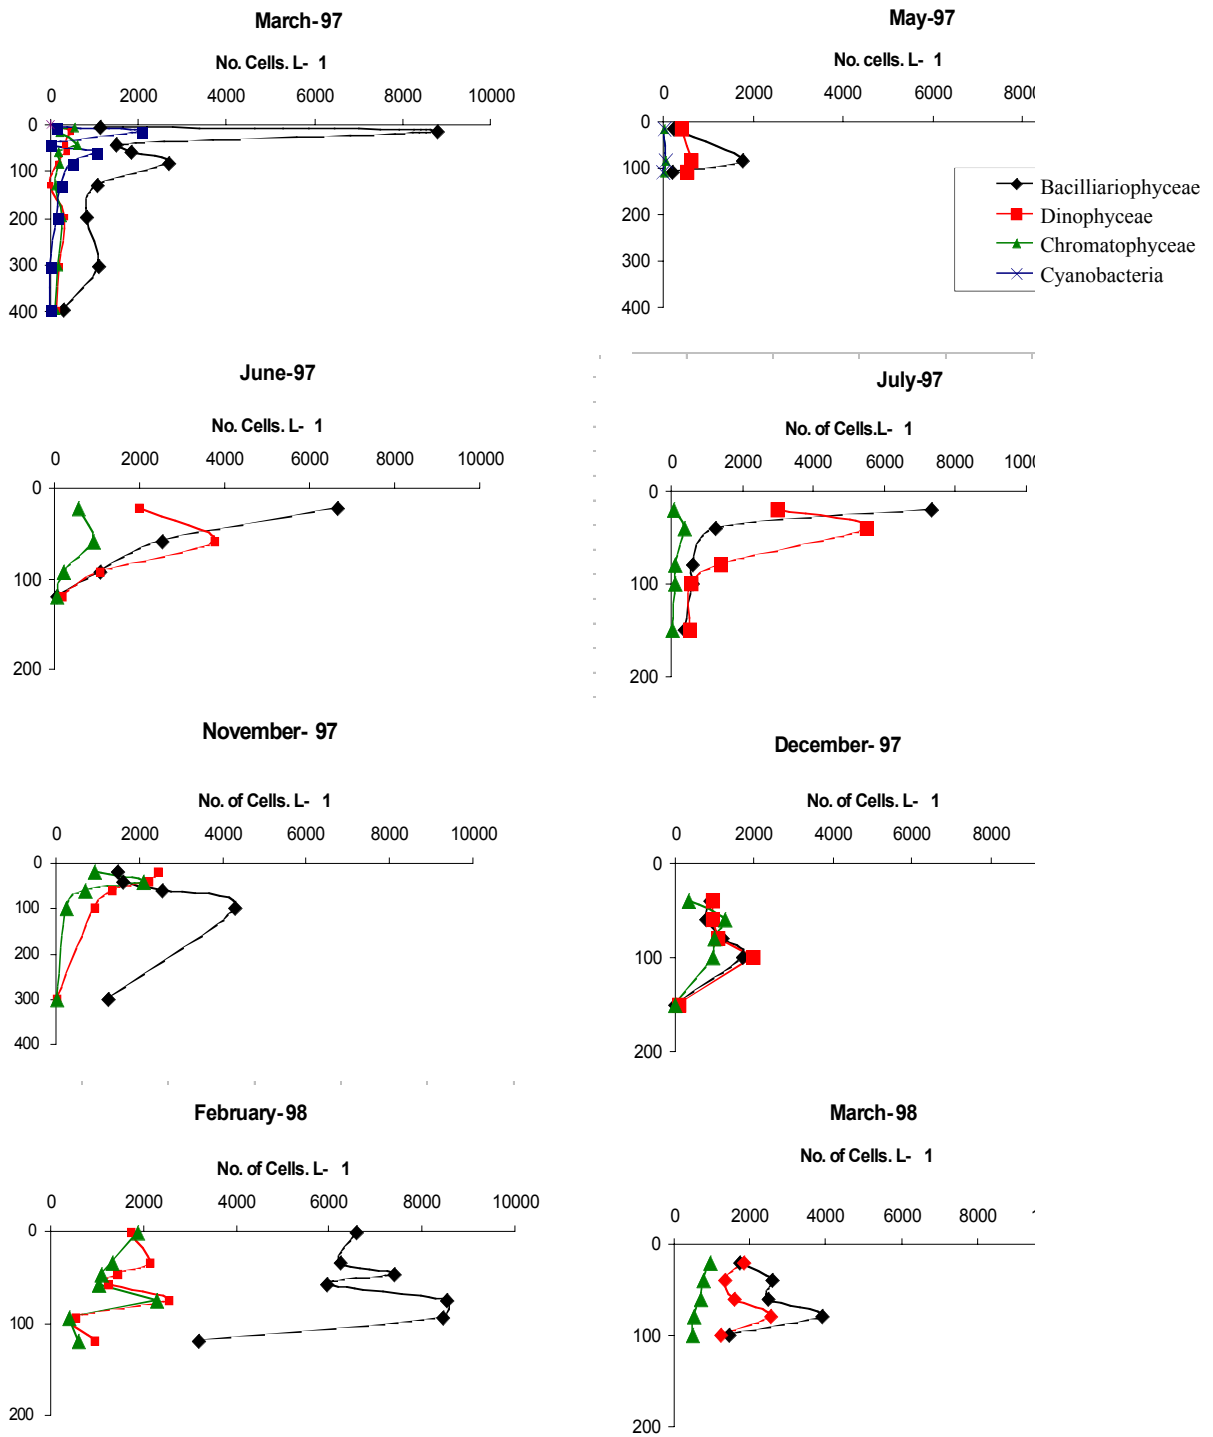 March-97
No. Cells. L- 1
0 2000 4000 6000 8000 10000
0
100
200
300
400
May-97
No. cells. L- 1
0 2000 4000 6000 8000
0
100
200
300
400
Bacilliariophyceae
Dinophyceae
Chromatophyceae
Cyanobacteria
June-97
No. Cells. L- 1
0 2000 4000 6000 8000 10000
0
100
200
July-97
No. of Cells.L- 1
0 2000 4000 6000 8000 1000
0
100
200
November- 97
No. of Cells. L- 1
0 2000 4000 6000 8000 10000
0
100
200
300
400
December- 97
No. of Cells. L- 1
0 2000 4000 6000 8000
0
100
200
February-98
No. of Cells. L- 1
0 2000 4000 6000 8000 10000
0
100
200
March-98
No. of Cells. L- 1
0 2000 4000 6000 8000
0
100
200